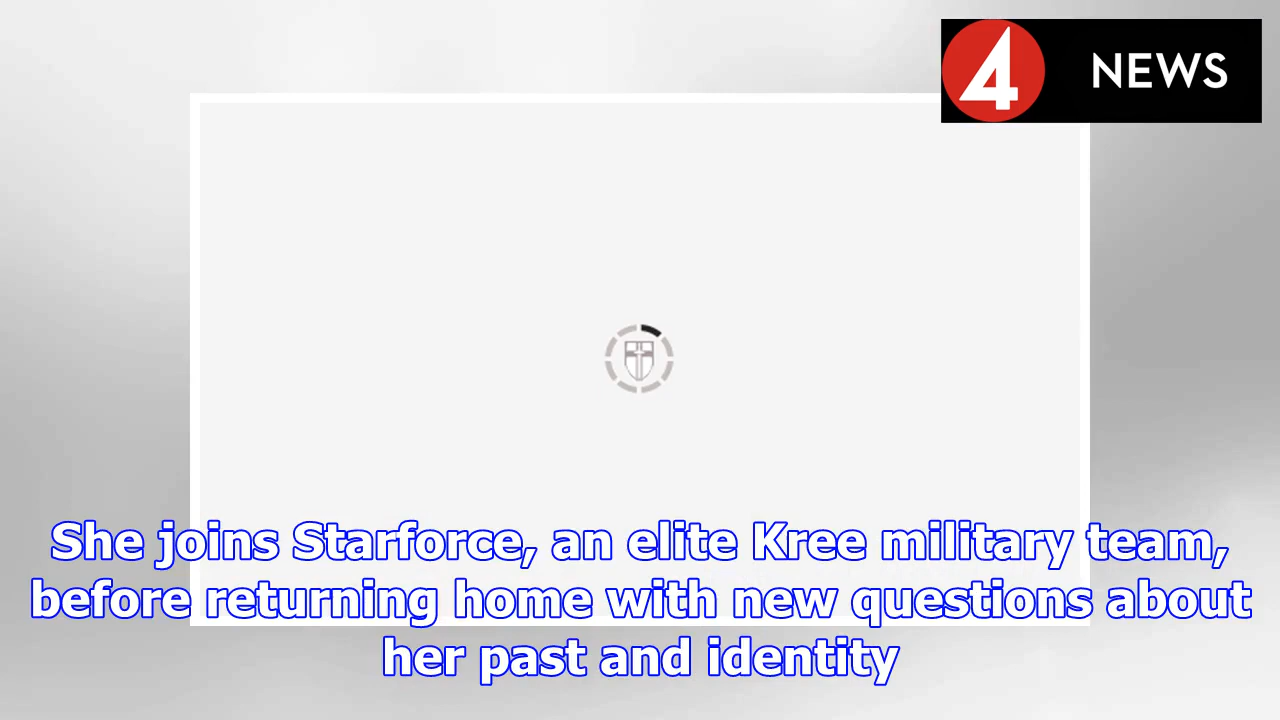 4 NEWS
She joins Starforce, an elite Kree military team,
before returning home with new questions about
her past and identity